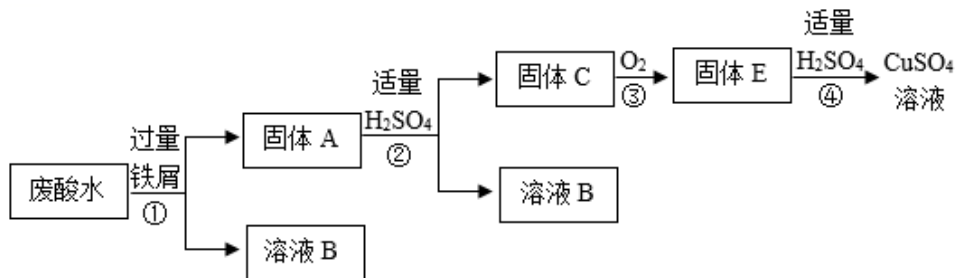 废酸水
过量
铁屑
①
固体 A
溶液 B
适量
H₂SO₄
②
固体 C
溶液 B
O₂
③
固体 E
适量
H₂SO₄
④
CuSO₄
溶液